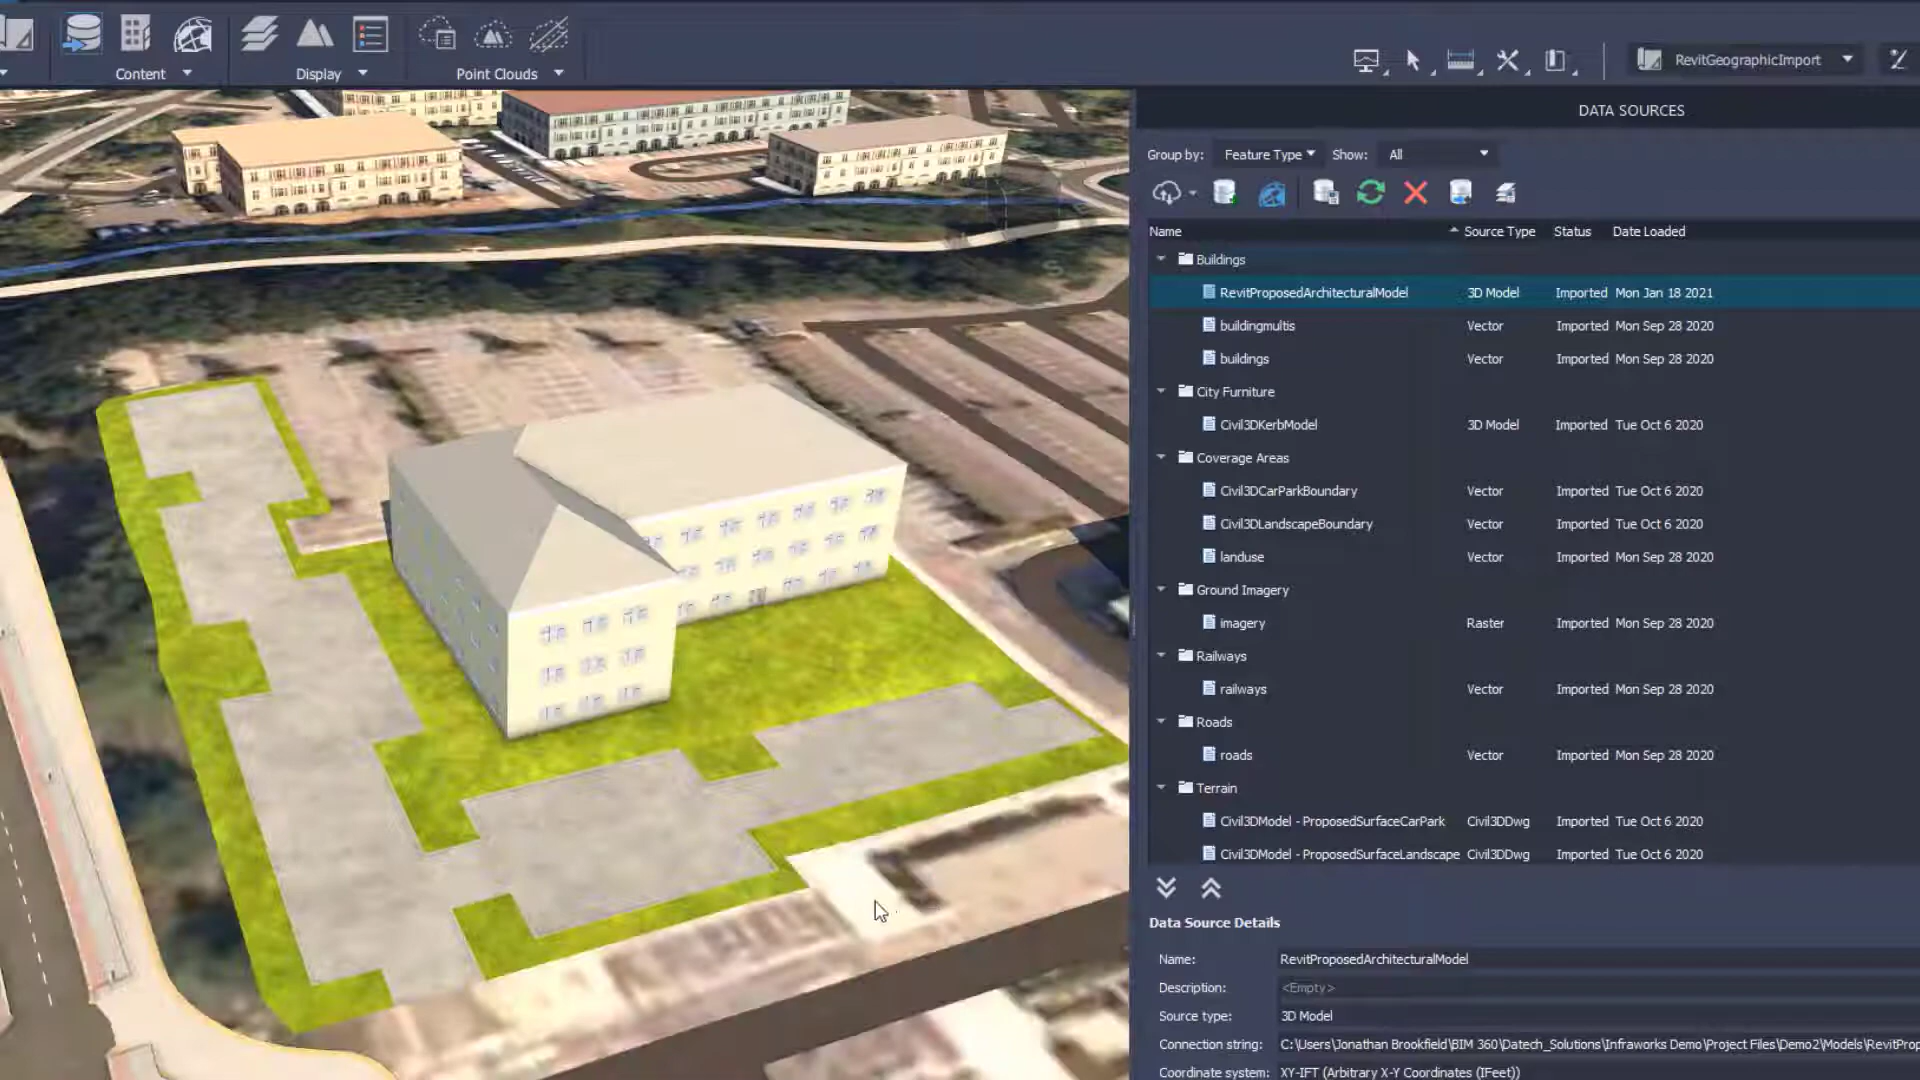 Content
Display
Point Clouds
RevitGeographicImport
DATA SOURCES
Group by: Feature Type Show: All
Name Source Type Status Date Loaded
Buildings
RevitProposedArchitecturalModel 3D Model Imported Mon Jan 18 2021
buildingmultis Vector Imported Mon Sep 28 2020
buildings Vector Imported Mon Sep 28 2020
City Furniture
Civil3DKerbModel 3D Model Imported Tue Oct 6 2020
Coverage Areas
Civil3DCarParkBoundary Vector Imported Tue Oct 6 2020
Civil3DLandscapeBoundary Vector Imported Tue Oct 6 2020
landuse Vector Imported Mon Sep 28 2020
Ground Imagery
imagery Raster Imported Mon Sep 28 2020
Railways
railways Vector Imported Mon Sep 28 2020
Roads
roads Vector Imported Mon Sep 28 2020
Terrain
Civil3DModel - ProposedSurfaceCarPark Civil3DDwg Imported Tue Oct 6 2020
Civil3DModel - ProposedSurfaceLandscape Civil3DDwg Imported Tue Oct 6 2020
Data Source Details
Name: RevitProposedArchitecturalModel
Description: <Empty>
Source type: 3D Model
Connection string: C:\Users\Jonathan Brookfield\BIM 360\Datech_Solutions\Infraworks Demo\Project Files\Demo2\Models\RevitProp
Coordinate system: XY-IFT (Arbitrary X-Y Coordinates (IFeet))